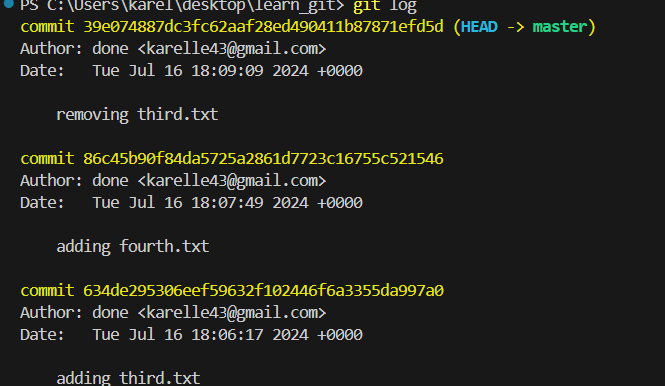 PS C:\Users\karel\desktop\learn_git> git log
commit 39e074887dc3fc62aaf28ed490411b87871efd5d (HEAD -> master)
Author: done <karelle43@gmail.com>
Date:   Tue Jul 16 18:09:09 2024 +0000
removing third.txt
commit 86c45b90f84da5725a2861d7723c16755c521546
Author: done <karelle43@gmail.com>
Date:   Tue Jul 16 18:07:49 2024 +0000
adding fourth.txt
commit 634de295306eef59632f102446f6a3355da997a0
Author: done <karelle43@gmail.com>
Date:   Tue Jul 16 18:06:17 2024 +0000
adding third.txt